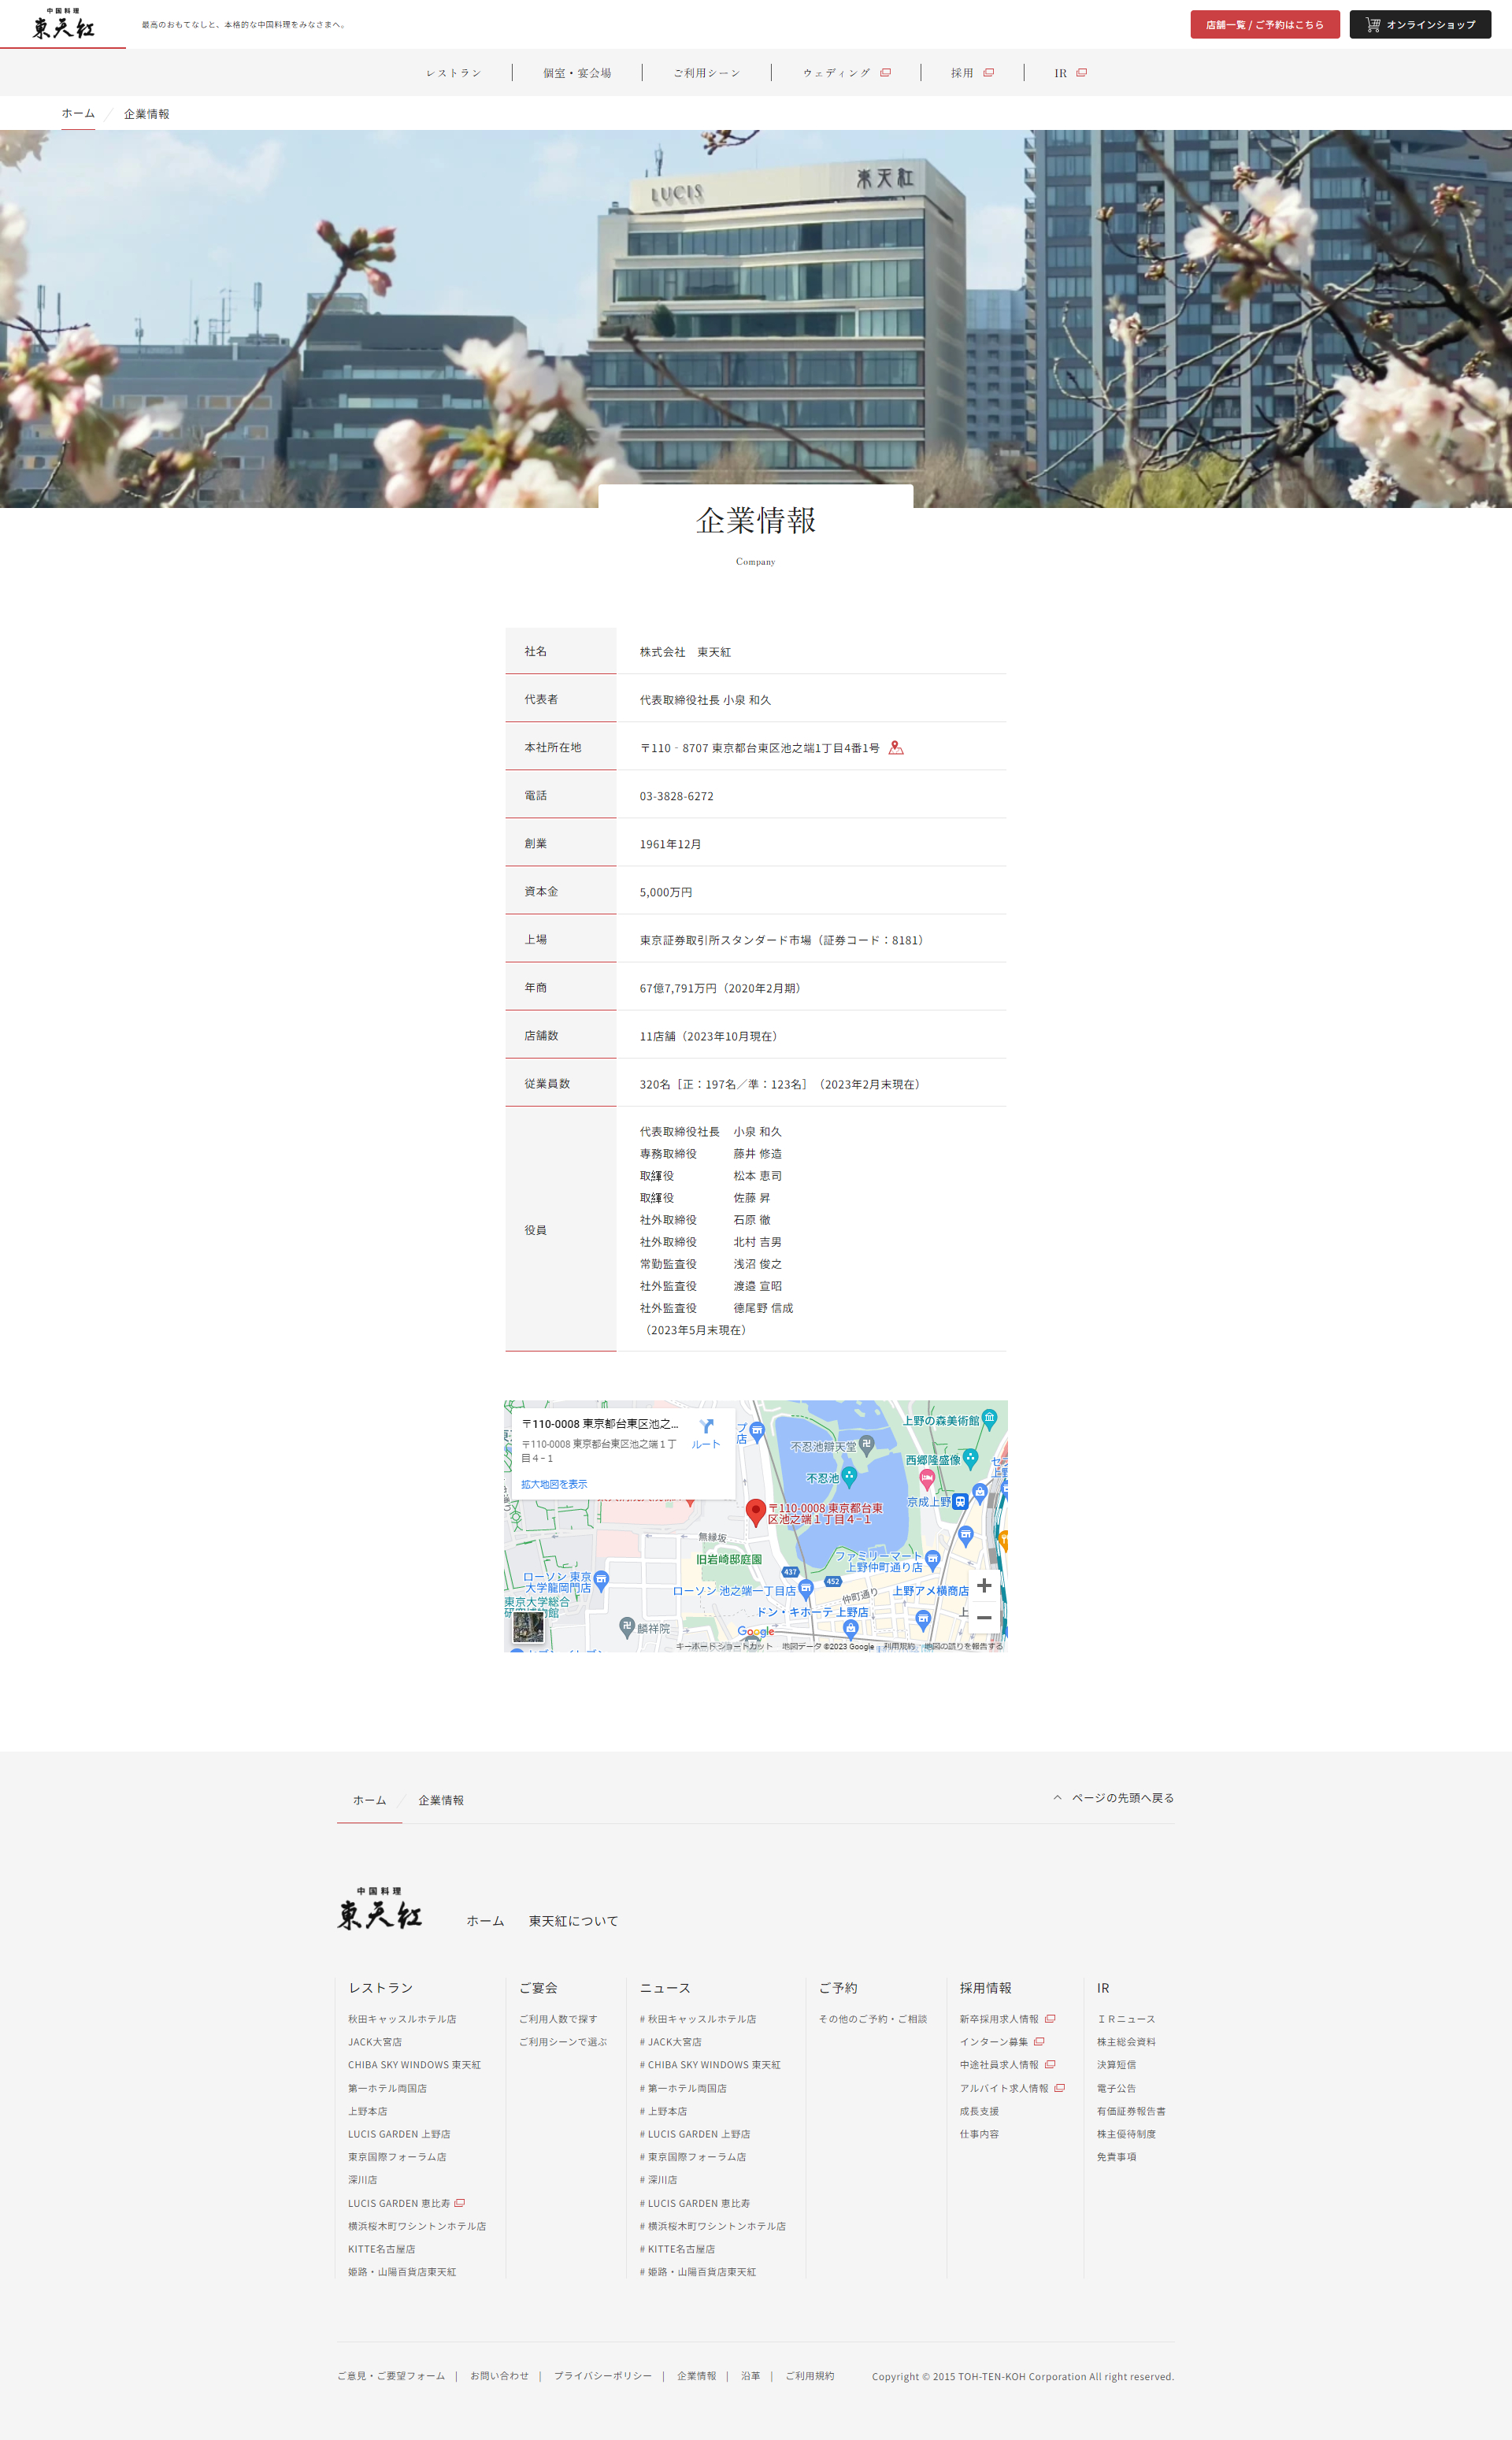 中国料理
東天紅
最高のおもてなしと、本格的な中国料理をみなさまへ。
店舗一覧 / ご予約はこちら
オンラインショップ
レストラン
個室・宴会場
ご利用シーン
ウェディング
採用
IR
ホーム
企業情報
LUCIS
東天紅
企業情報
Company
社名 株式会社　東天紅
代表者 代表取締役社長 小泉 和久
本社所在地 〒110‐8707 東京都台東区池之端1丁目4番1号
電話 03-3828-6272
創業 1961年12月
資本金 5,000万円
上場 東京証券取引所スタンダード市場（証券コード：8181）
年商 67億7,791万円（2020年2月期）
店舗数 11店舗（2023年10月現在）
従業員数 320名［正：197名／準：123名］（2023年2月末現在）
役員
代表取締役社長 小泉 和久
専務取締役 藤井 修造
取締役 松本 恵司
取締役 佐藤 昇
社外取締役 石原 徹
社外取締役 北村 吉男
常勤監査役 浅沼 俊之
社外監査役 渡邉 宣昭
社外監査役 德尾野 信成
（2023年5月末現在）
〒110-0008 東京都台東区池之...
〒110-0008 東京都台東区池之端１丁
目４−１
ルート
拡大地図を表示
上野の森美術館
不忍池辯天堂
西郷隆盛像
不忍池
京成上野
〒110-0008 東京都台東
区池之端１丁目４−１
無縁坂
旧岩崎邸庭園
ファミリーマート
上野仲町通り店
437
452
ローソン 東京
大学龍岡門店
ローソン 池之端一丁目店
仲町通り
上野アメ横商店
東京大学総合
研究博物館
ドン・キホーテ 上野店
麟祥院
Google
キーボード ショートカット
地図データ ©2023 Google
利用規約
地図の誤りを報告する
ホーム
企業情報
ページの先頭へ戻る
中国料理
東天紅
ホーム
東天紅について
レストラン
秋田キャッスルホテル店
JACK大宮店
CHIBA SKY WINDOWS 東天紅
第一ホテル両国店
上野本店
LUCIS GARDEN 上野店
東京国際フォーラム店
深川店
LUCIS GARDEN 恵比寿
横浜桜木町ワシントンホテル店
KITTE名古屋店
姫路・山陽百貨店東天紅
ご宴会
ご利用人数で探す
ご利用シーンで選ぶ
ニュース
# 秋田キャッスルホテル店
# JACK大宮店
# CHIBA SKY WINDOWS 東天紅
# 第一ホテル両国店
# 上野本店
# LUCIS GARDEN 上野店
# 東京国際フォーラム店
# 深川店
# LUCIS GARDEN 恵比寿
# 横浜桜木町ワシントンホテル店
# KITTE名古屋店
# 姫路・山陽百貨店東天紅
ご予約
その他のご予約・ご相談
採用情報
新卒採用求人情報
インターン募集
中途社員求人情報
アルバイト求人情報
成長支援
仕事内容
IR
ＩＲニュース
株主総会資料
決算短信
電子公告
有価証券報告書
株主優待制度
免責事項
ご意見・ご要望フォーム | お問い合わせ | プライバシーポリシー | 企業情報 | 沿革 | ご利用規約
Copyright © 2015 TOH-TEN-KOH Corporation All right reserved.